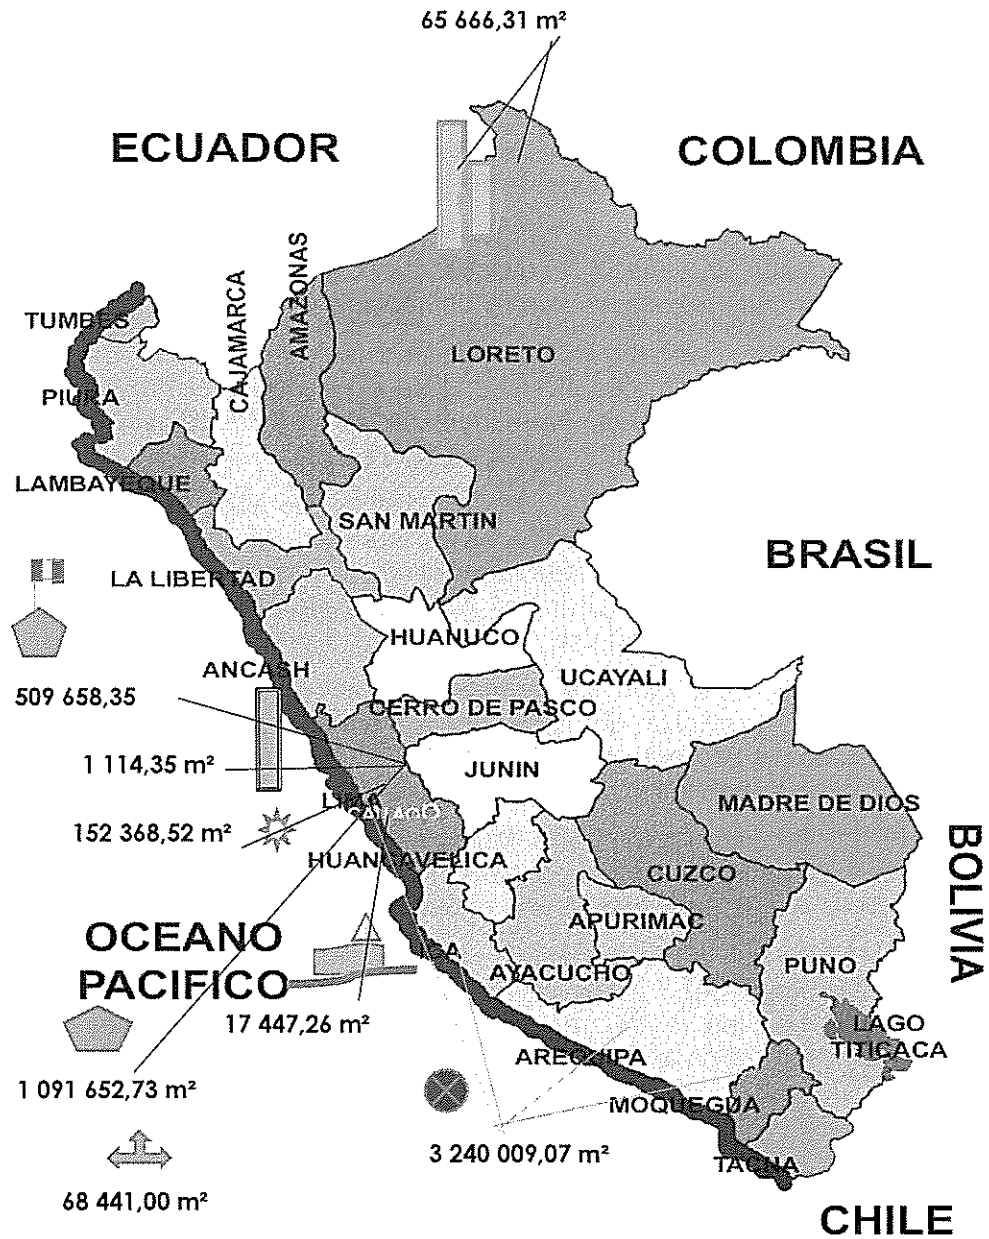 65 666,31 m²
ECUADOR
COLOMBIA
AMAZONAS
CAJAMARCA
TUMBES
LORETO
PIURA
LAMBAYEQUE
SAN MARTIN
BRASIL
LA LIBERTAD
HUANUCO
ANCASH
UCAYALI
509 658,35
CERRO DE PASCO
1 114,35 m²
JUNIN
LIMA
MADRE DE DIOS
CALLAO
152 368,52 m²
HUANCAVELICA
CUZCO
BOLIVIA
APURIMAC
OCEANO
PACIFICO
ICA
AYACUCHO
PUNO
17 447,26 m²
LAGO
TITICACA
AREQUIPA
1 091 652,73 m²
MOQUEGUA
3 240 009,07 m²
TACNA
68 441,00 m²
CHILE